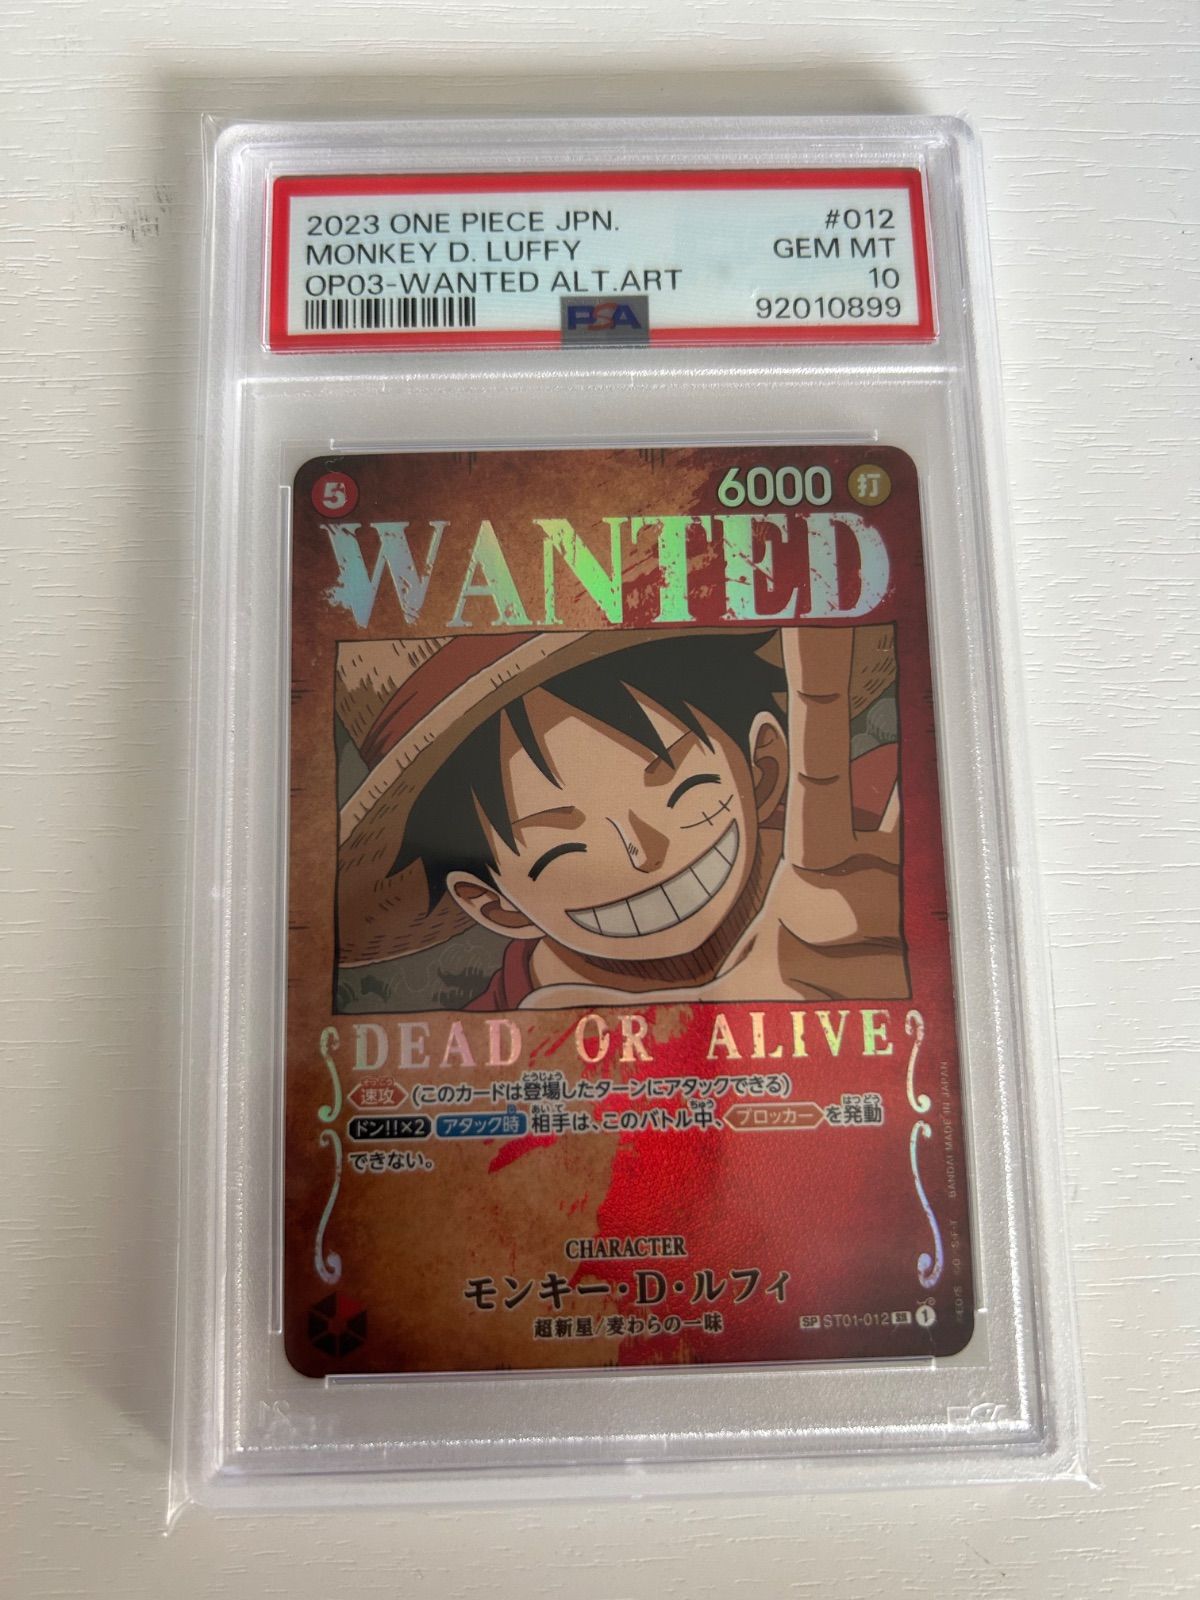 2023 ONE PIECE JPN. #012
MONKEY D. LUFFY GEM MT
OP03-WANTED ALT.ART 10
PSA 92010899
5 6000 打
WANTED
DEAD OR ALIVE
速攻 (このカードは登場したターンにアタックできる)
ドン!!×2 アタック時 相手は、このバトル中、ブロッカーを発動
できない。
CHARACTER
モンキー・D・ルフィ
超新星/麦わらの一味
SP ST01-012 SR 1
BANDAI MADE IN JAPAN